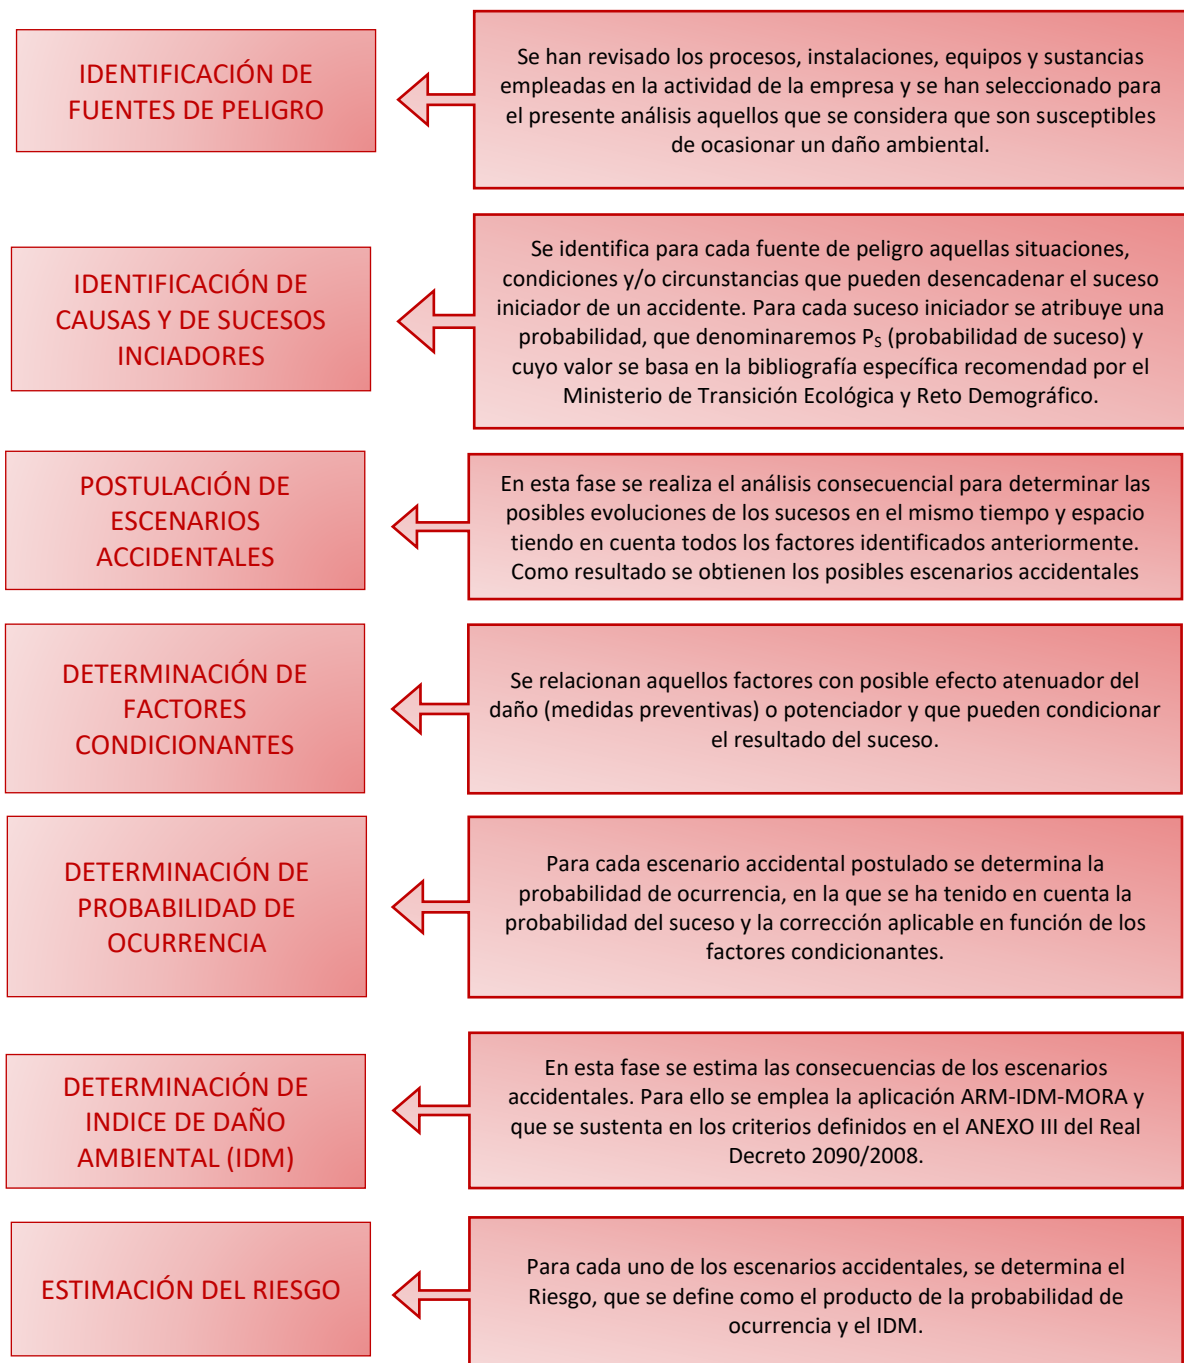 IDENTIFICACIÓN DE
FUENTES DE PELIGRO
Se han revisado los procesos, instalaciones, equipos y sustancias
empleadas en la actividad de la empresa y se han seleccionado para
el presente análisis aquellos que se considera que son susceptibles
de ocasionar un daño ambiental.
IDENTIFICACIÓN DE
CAUSAS Y DE SUCESOS
INCIADORES
Se identifica para cada fuente de peligro aquellas situaciones,
condiciones y/o circunstancias que pueden desencadenar el suceso
iniciador de un accidente. Para cada suceso iniciador se atribuye una
probabilidad, que denominaremos PS (probabilidad de suceso) y
cuyo valor se basa en la bibliografía específica recomendad por el
Ministerio de Transición Ecológica y Reto Demográfico.
POSTULACIÓN DE
ESCENARIOS
ACCIDENTALES
En esta fase se realiza el análisis consecuencial para determinar las
posibles evoluciones de los sucesos en el mismo tiempo y espacio
tiendo en cuenta todos los factores identificados anteriormente.
Como resultado se obtienen los posibles escenarios accidentales
DETERMINACIÓN DE
FACTORES
CONDICIONANTES
Se relacionan aquellos factores con posible efecto atenuador del
daño (medidas preventivas) o potenciador y que pueden condicionar
el resultado del suceso.
DETERMINACIÓN DE
PROBABILIDAD DE
OCURRENCIA
Para cada escenario accidental postulado se determina la
probabilidad de ocurrencia, en la que se ha tenido en cuenta la
probabilidad del suceso y la corrección aplicable en función de los
factores condicionantes.
DETERMINACIÓN DE
INDICE DE DAÑO
AMBIENTAL (IDM)
En esta fase se estima las consecuencias de los escenarios
accidentales. Para ello se emplea la aplicación ARM-IDM-MORA y
que se sustenta en los criterios definidos en el ANEXO III del Real
Decreto 2090/2008.
ESTIMACIÓN DEL RIESGO
Para cada uno de los escenarios accidentales, se determina el
Riesgo, que se define como el producto de la probabilidad de
ocurrencia y el IDM.